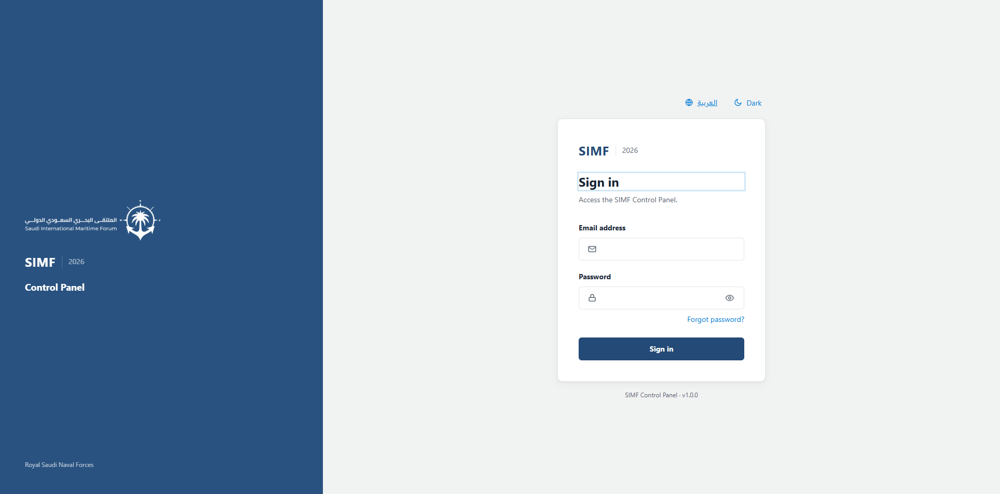 الملتقى البحري السعودي الدولي
Saudi International Maritime Forum
SIMF
2026
Control Panel
Royal Saudi Naval Forces
العربية
Dark
SIMF
2026
Sign in
Access the SIMF Control Panel.
Email address
Password
Forgot password?
Sign in
SIMF Control Panel · v1.0.0